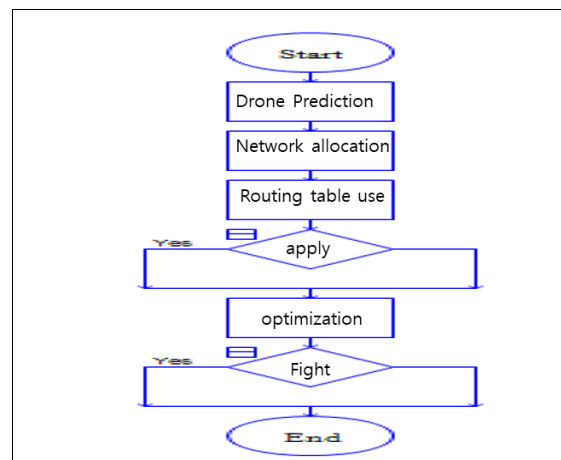 Start
Drone Prediction
Network allocation
Routing table use
Yes
apply
optimization
Yes
Fight
End